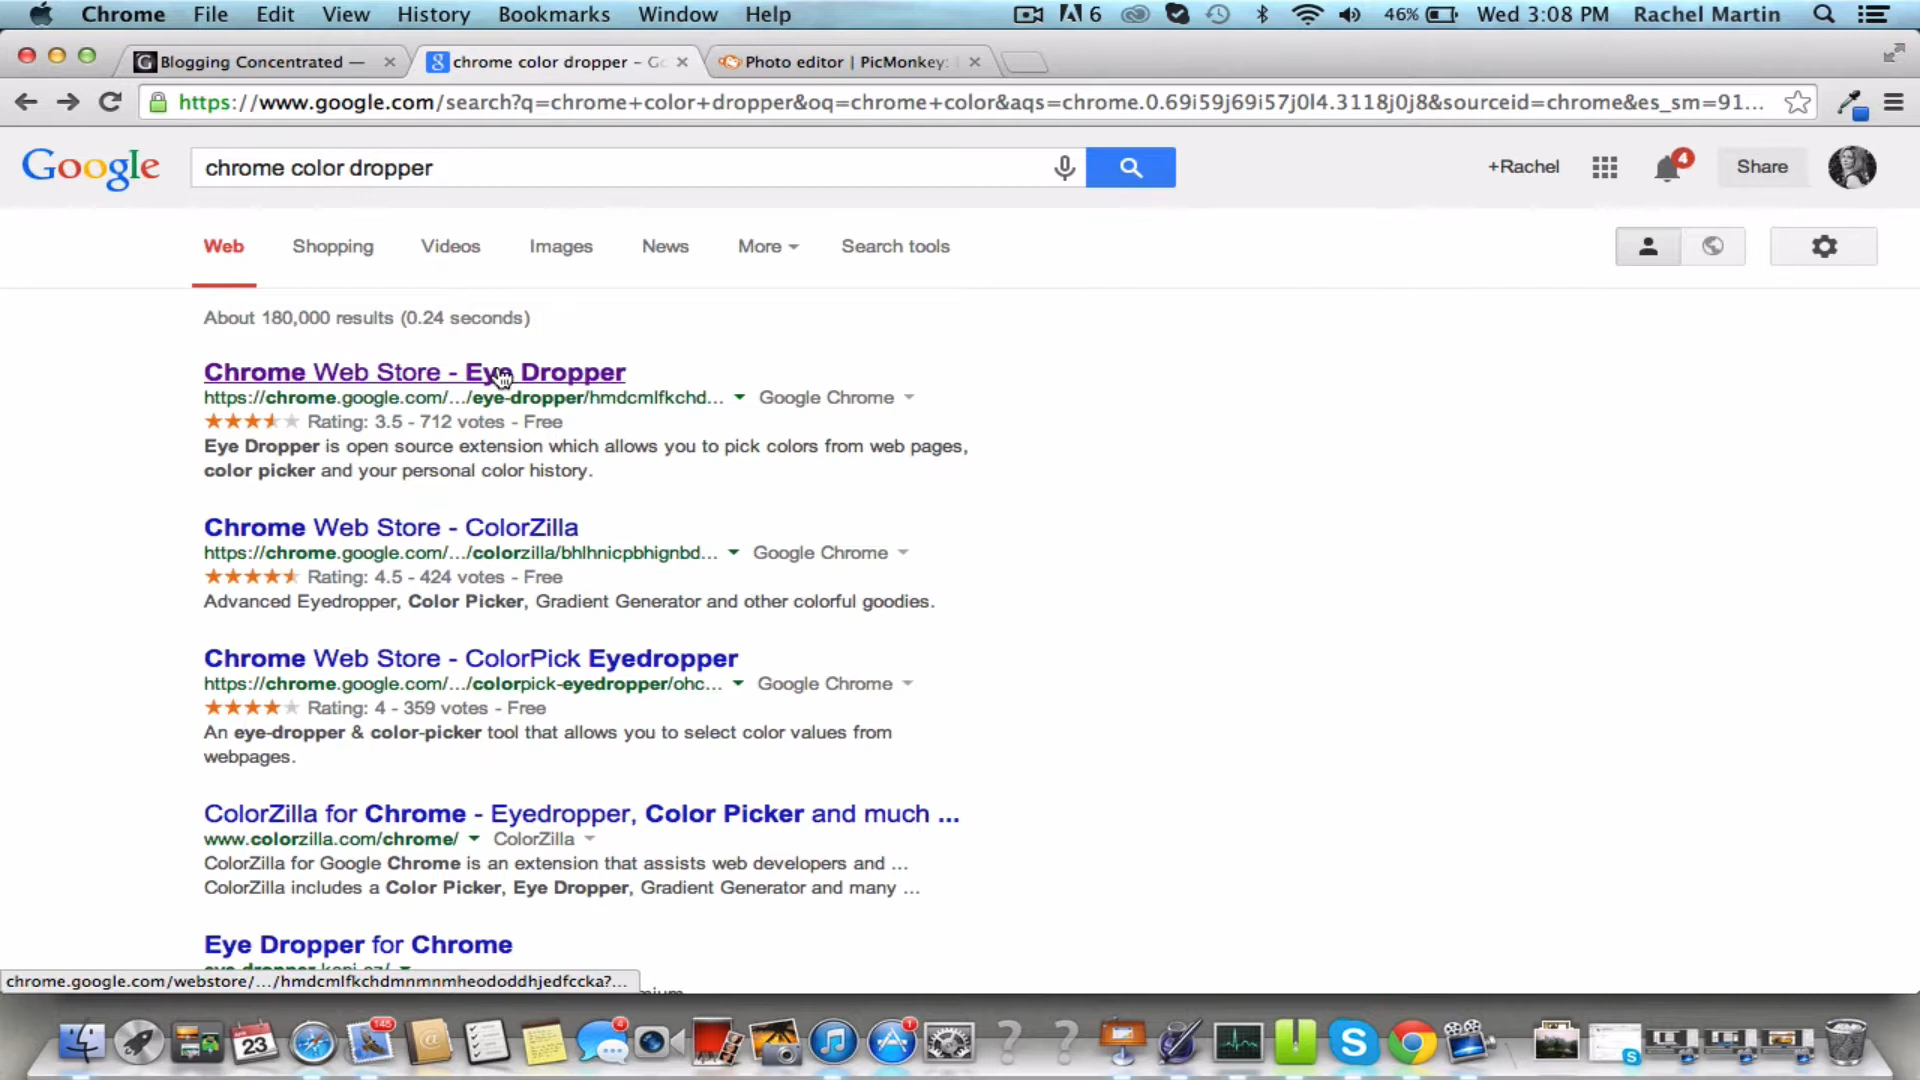 Chrome File Edit View History Bookmarks Window Help 6 46% Wed 3:08 PM Rachel Martin
Blogging Concentrated — chrome color dropper - Go Photo editor | PicMonkey:
https://www.google.com/search?q=chrome+color+dropper&oq=chrome+color&aqs=chrome.0.69i59j69i57j0l4.3118j0j8&sourceid=chrome&es_sm=91...
Google chrome color dropper +Rachel 4 Share
Web Shopping Videos Images News More Search tools
About 180,000 results (0.24 seconds)
Chrome Web Store - Eye Dropper
https://chrome.google.com/.../eye-dropper/hmdcmlfkchd... Google Chrome
Rating: 3.5 - 712 votes - Free
Eye Dropper is open source extension which allows you to pick colors from web pages,
color picker and your personal color history.
Chrome Web Store - ColorZilla
https://chrome.google.com/.../colorzilla/bhlhnicpbhignbd... Google Chrome
Rating: 4.5 - 424 votes - Free
Advanced Eyedropper, Color Picker, Gradient Generator and other colorful goodies.
Chrome Web Store - ColorPick Eyedropper
https://chrome.google.com/.../colorpick-eyedropper/ohc... Google Chrome
Rating: 4 - 359 votes - Free
An eye-dropper & color-picker tool that allows you to select color values from
webpages.
ColorZilla for Chrome - Eyedropper, Color Picker and much ...
www.colorzilla.com/chrome/ ColorZilla
ColorZilla for Google Chrome is an extension that assists web developers and ...
ColorZilla includes a Color Picker, Eye Dropper, Gradient Generator and many ...
Eye Dropper for Chrome
chrome.google.com/webstore/.../hmdcmlfkchdmnmnmheododdhjedfccka?...
23 145 4 1